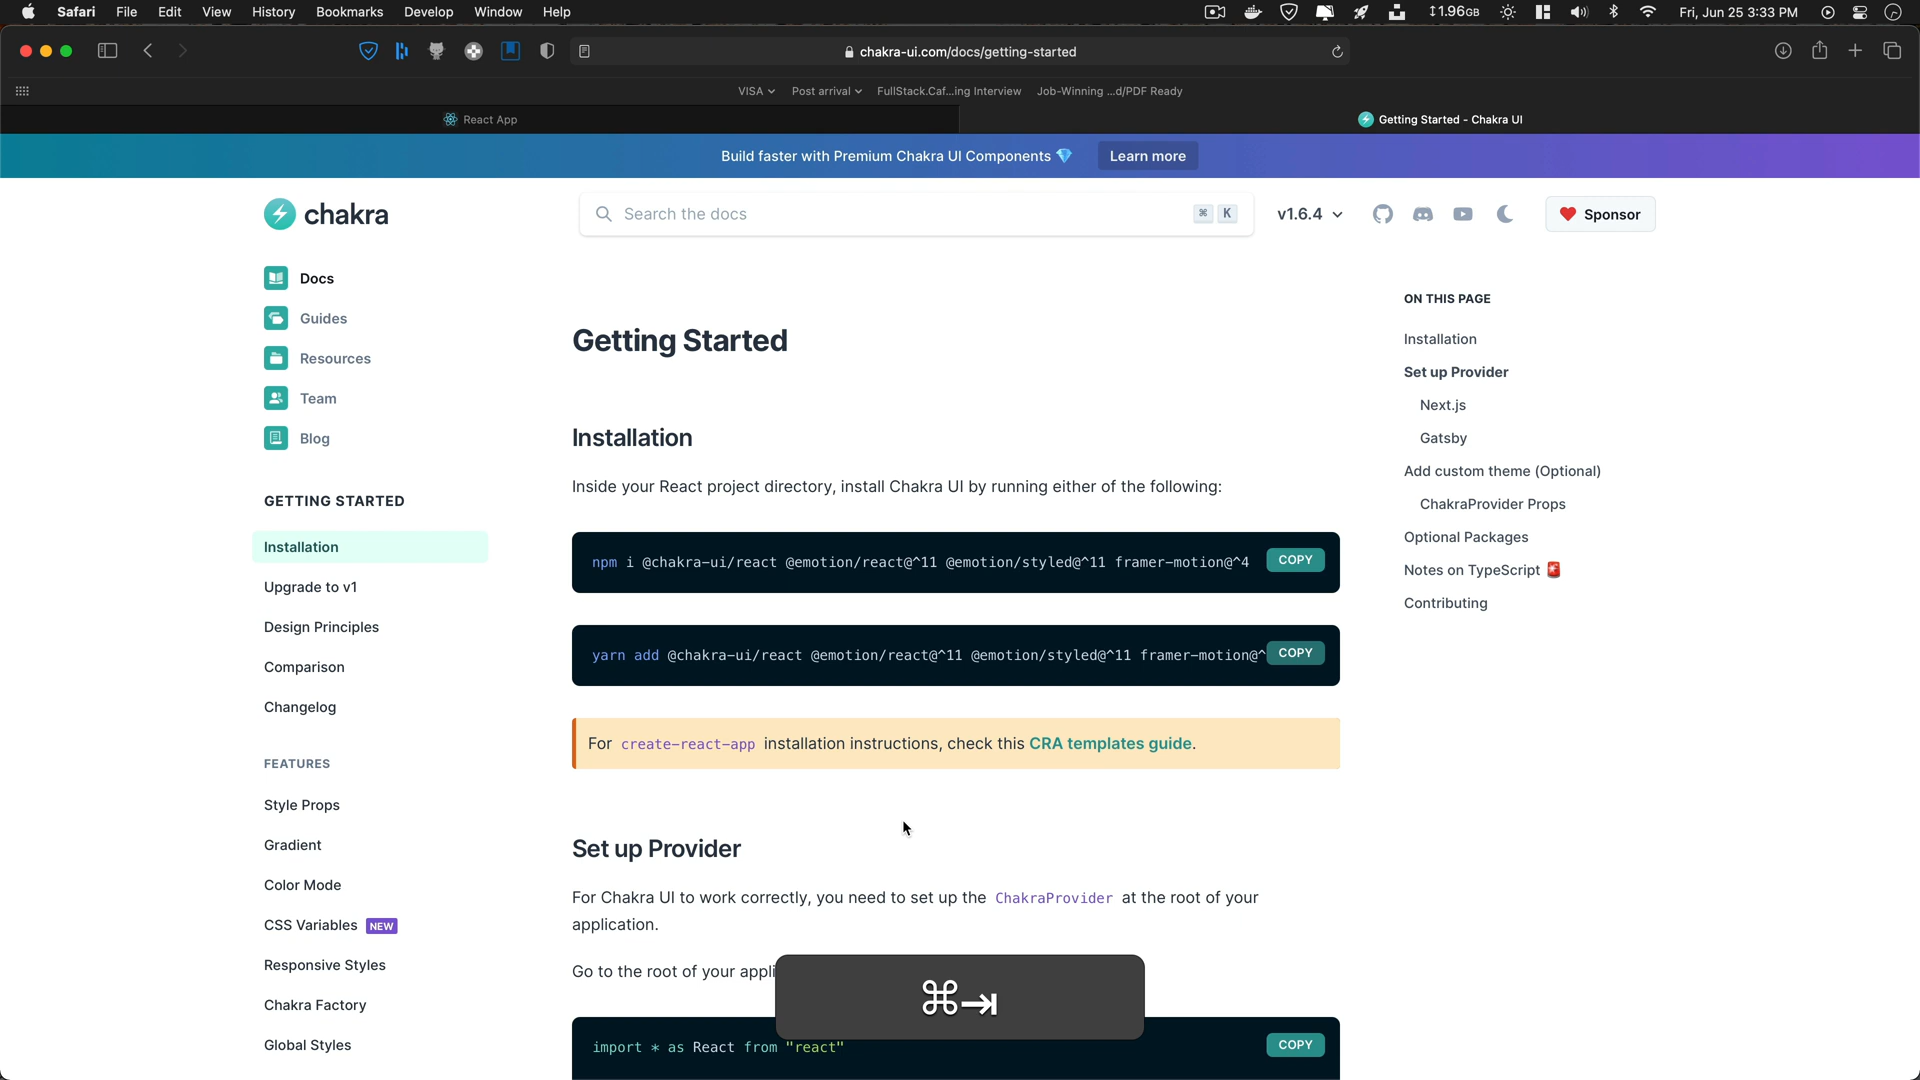 Safari File Edit View History Bookmarks Develop Window Help 1.96GB Fri, Jun 25 3:33 PM
chakra-ui.com/docs/getting-started
VISA Post arrival FullStack.Caf...ing Interview Job-Winning ...d/PDF Ready
React App
Getting Started - Chakra UI
Build faster with Premium Chakra UI Components 💎 Learn more
chakra
Search the docs ⌘ K
v1.6.4
Sponsor
Docs
Guides
Resources
Team
Blog
GETTING STARTED
Installation
Upgrade to v1
Design Principles
Comparison
Changelog
FEATURES
Style Props
Gradient
Color Mode
CSS Variables NEW
Responsive Styles
Chakra Factory
Global Styles
Getting Started
Installation
Inside your React project directory, install Chakra UI by running either of the following:
npm i @chakra-ui/react @emotion/react@^11 @emotion/styled@^11 framer-motion@^4 COPY
yarn add @chakra-ui/react @emotion/react@^11 @emotion/styled@^11 framer-motion@^ COPY
For create-react-app installation instructions, check this CRA templates guide.
Set up Provider
For Chakra UI to work correctly, you need to set up the ChakraProvider at the root of your
application.
Go to the root of your appli
⌘⇥
import * as React from "react" COPY
ON THIS PAGE
Installation
Set up Provider
Next.js
Gatsby
Add custom theme (Optional)
ChakraProvider Props
Optional Packages
Notes on TypeScript 🚨
Contributing